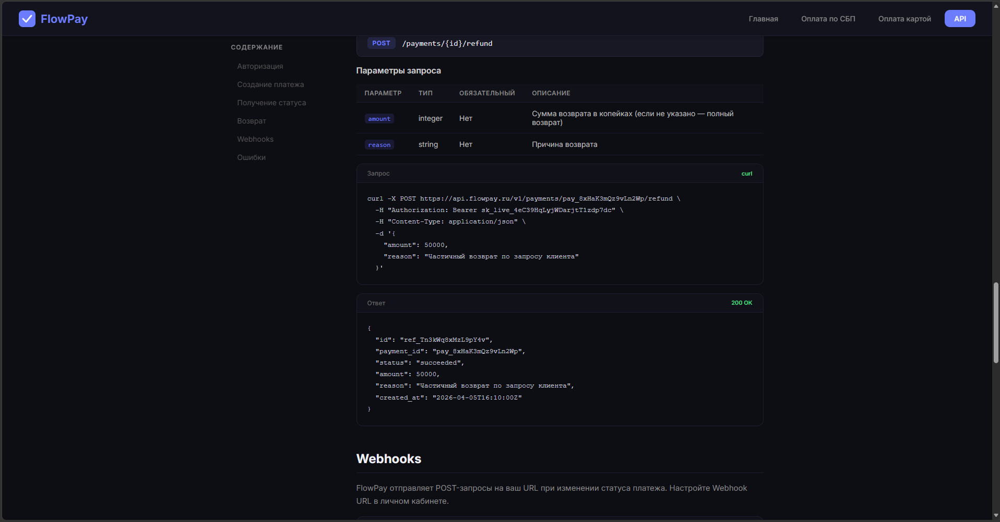 FlowPay
Главная
Оплата по СБП
Оплата картой
API
СОДЕРЖАНИЕ
Авторизация
Создание платежа
Получение статуса
Возврат
Webhooks
Ошибки
POST /payments/{id}/refund
Параметры запроса
ПАРАМЕТР ТИП ОБЯЗАТЕЛЬНЫЙ ОПИСАНИЕ
amount integer Нет Сумма возврата в копейках (если не указано — полный
возврат)
reason string Нет Причина возврата
Запрос curl
curl -X POST https://api.flowpay.ru/v1/payments/pay_8xHaK3mQz9vLn2Wp/refund \
  -H "Authorization: Bearer sk_live_4eC39HqLyjWDarjtT1zdp7dc" \
  -H "Content-Type: application/json" \
  -d '{
    "amount": 50000,
    "reason": "Частичный возврат по запросу клиента"
  }'
Ответ 200 OK
{
  "id": "ref_Tn3kWq8xMzL9pY4v",
  "payment_id": "pay_8xHaK3mQz9vLn2Wp",
  "status": "succeeded",
  "amount": 50000,
  "reason": "Частичный возврат по запросу клиента",
  "created_at": "2026-04-05T16:10:00Z"
}
Webhooks
FlowPay отправляет POST-запросы на ваш URL при изменении статуса платежа. Настройте Webhook
URL в личном кабинете.